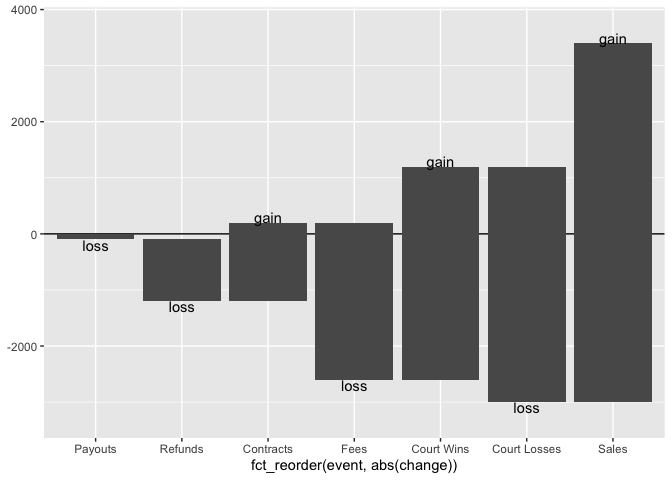 4000
gain
2000
gain
gain
0
loss
loss
-2000
loss
loss
Payouts Refunds Contracts Fees Court Wins Court Losses Sales
fct_reorder(event, abs(change))